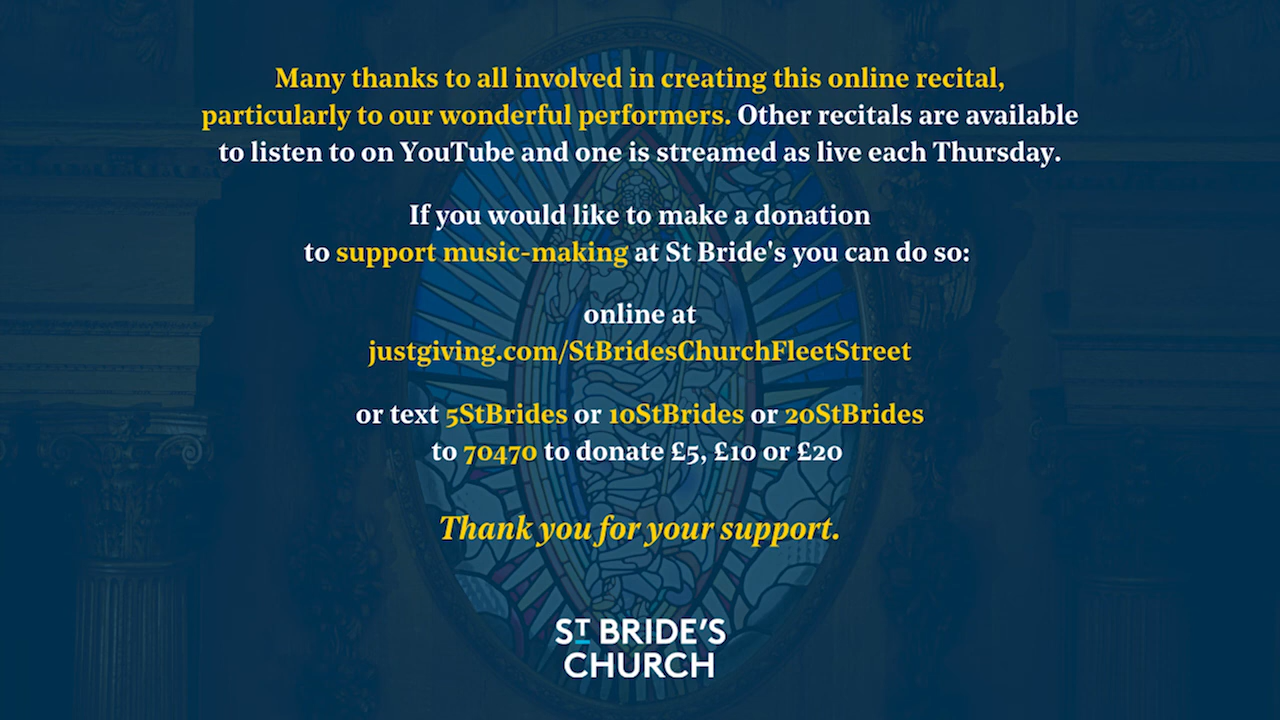 Many thanks to all involved in creating this online recital,
particularly to our wonderful performers. Other recitals are available
to listen to on YouTube and one is streamed as live each Thursday.
If you would like to make a donation
to support music-making at St Bride's you can do so:
online at
justgiving.com/StBridesChurchFleetStreet
or text 5StBrides or 10StBrides or 20StBrides
to 70470 to donate £5, £10 or £20
Thank you for your support.
ST BRIDE'S
CHURCH